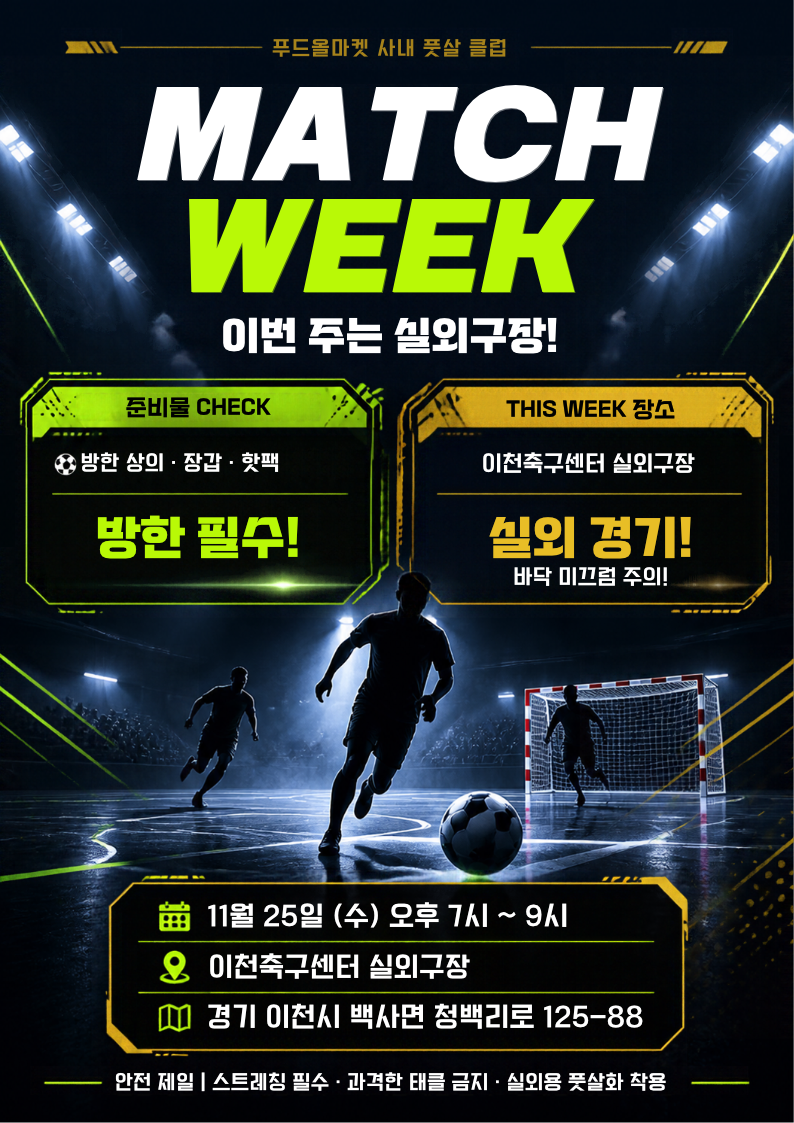 푸드올마켓 사내 풋살 클럽
MATCH
WEEK
이번 주는 실외구장!
준비물 CHECK
방한 상의 · 장갑 · 핫팩
방한 필수!
THIS WEEK 장소
이천축구센터 실외구장
실외 경기!
바닥 미끄럼 주의!
11월 25일 (수) 오후 7시 ~ 9시
이천축구센터 실외구장
경기 이천시 백사면 청백리로 125-88
안전 제일 | 스트레칭 필수 · 과격한 태클 금지 · 실외용 풋살화 착용